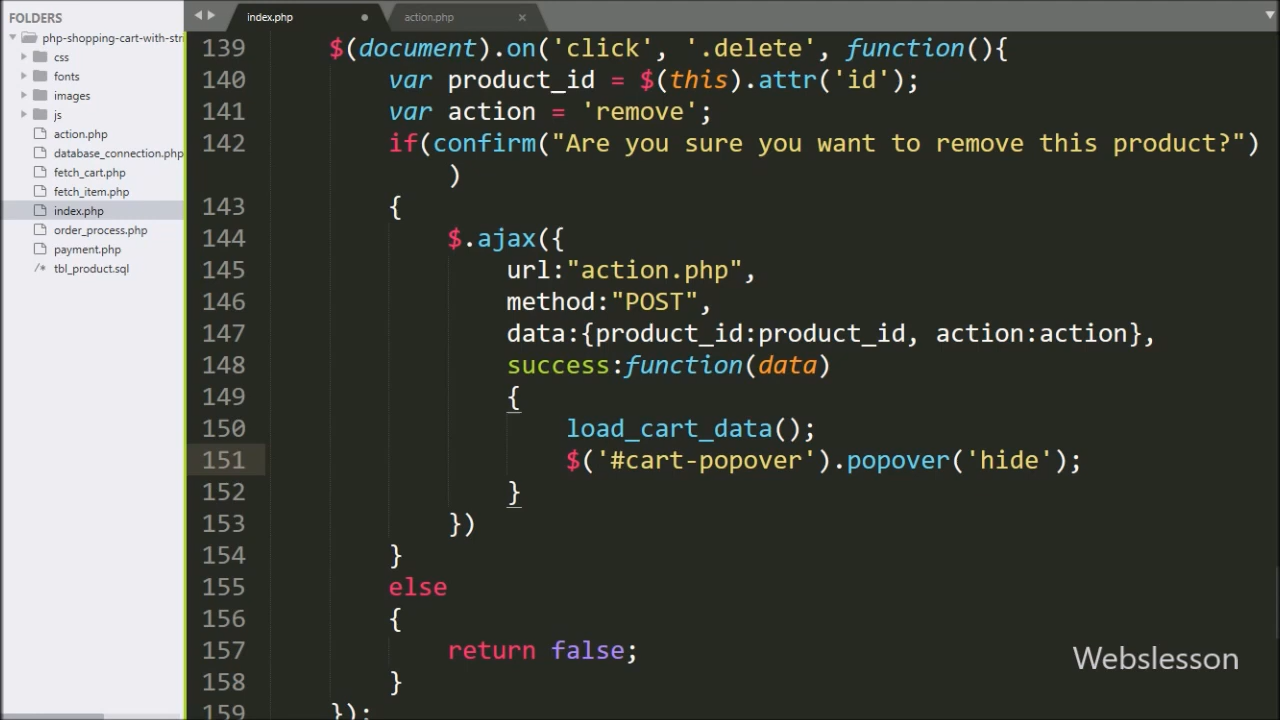 FOLDERS
php-shopping-cart-with-str
css
fonts
images
js
action.php
database_connection.php
fetch_cart.php
fetch_item.php
index.php
order_process.php
payment.php
/* tbl_product.sql
index.php
action.php ×
139 $(document).on('click', '.delete', function(){
140 var product_id = $(this).attr('id');
141 var action = 'remove';
142 if(confirm("Are you sure you want to remove this product?")
)
143 {
144 $.ajax({
145 url:"action.php",
146 method:"POST",
147 data:{product_id:product_id, action:action},
148 success:function(data)
149 {
150 load_cart_data();
151 $('#cart-popover').popover('hide');
152 }
153 })
154 }
155 else
156 {
157 return false;
158 }
159 });
Webslesson